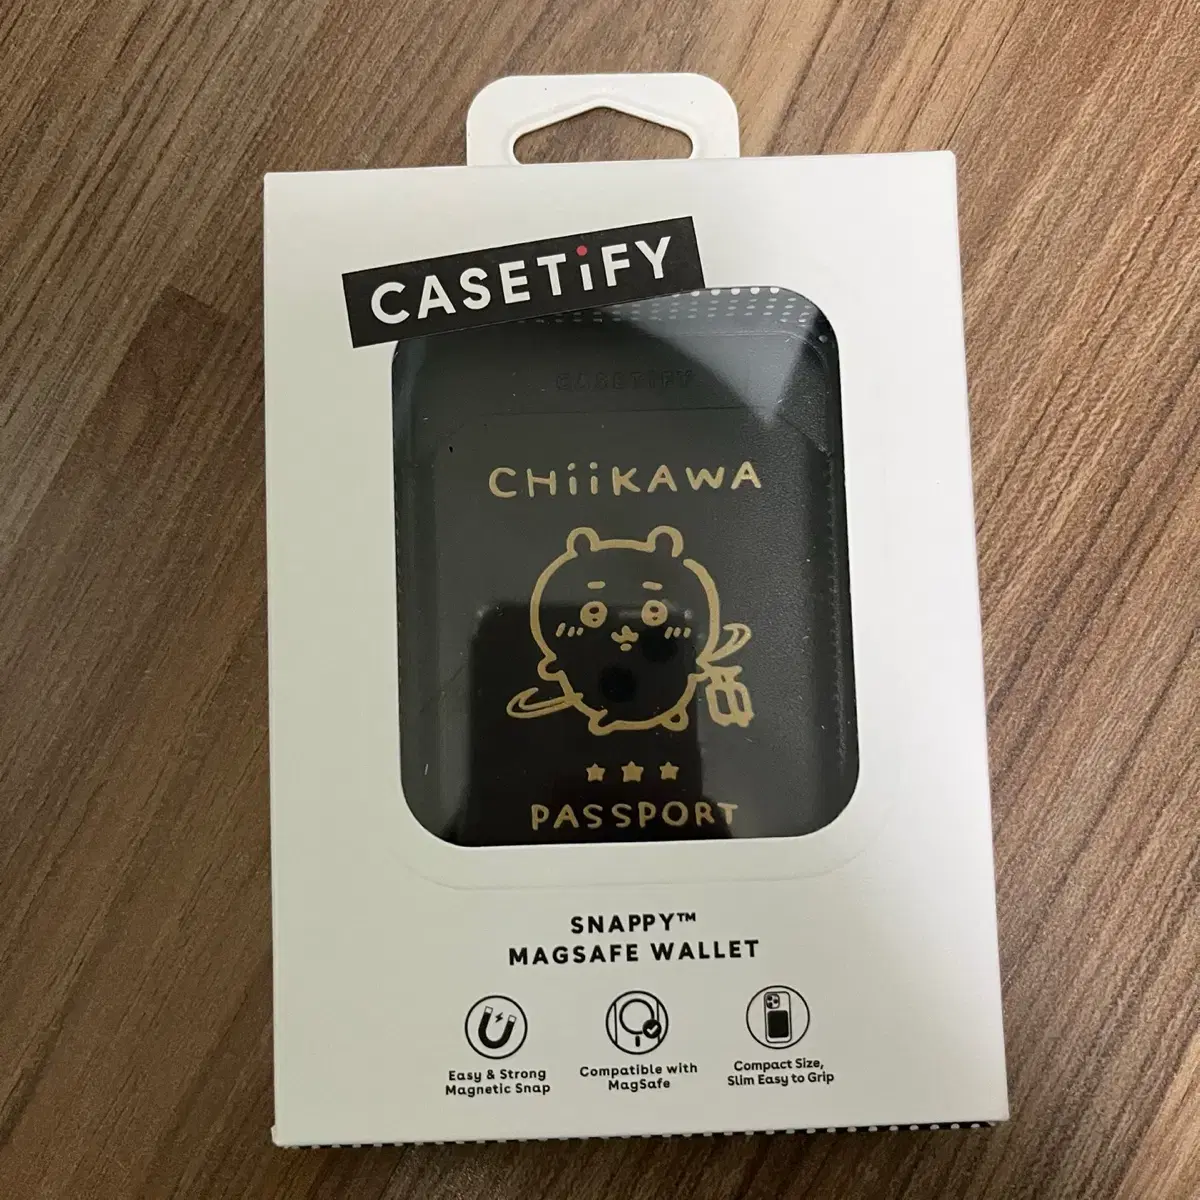 CASETiFY
CASETiFY
CHiiKAWA
PASSPORT
SNAPPY™
MAGSAFE WALLET
Easy & Strong
Magnetic Snap
Compatible with
MagSafe
Compact Size,
Slim Easy to Grip